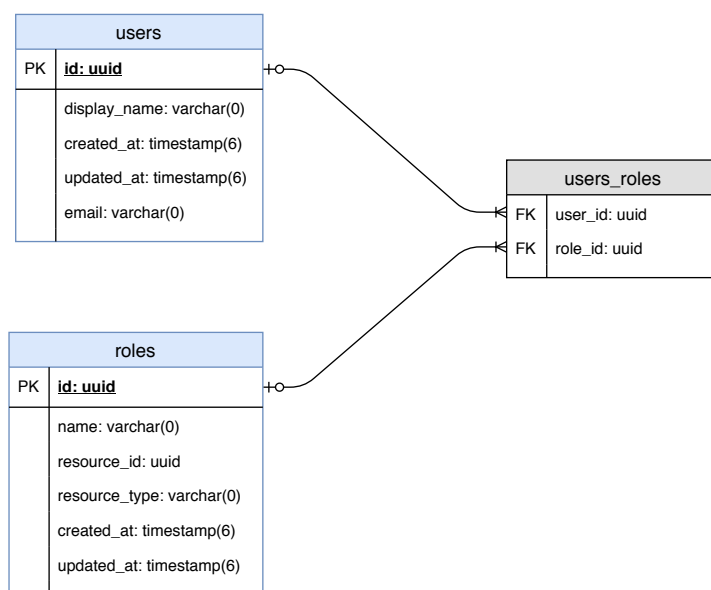 users
PK id: uuid
display_name: varchar(0)
created_at: timestamp(6)
updated_at: timestamp(6)
email: varchar(0)
users_roles
FK user_id: uuid
FK role_id: uuid
roles
PK id: uuid
name: varchar(0)
resource_id: uuid
resource_type: varchar(0)
created_at: timestamp(6)
updated_at: timestamp(6)